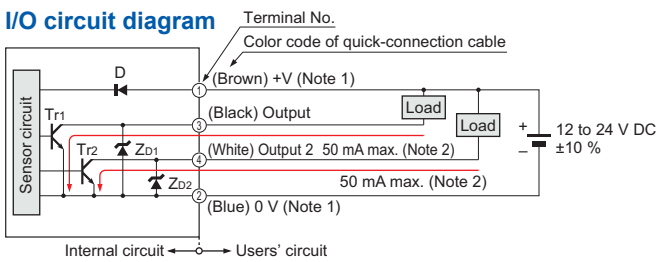 I/O circuit diagram
Terminal No.
Color code of quick-connection cable
D
(Brown) +V (Note 1)
1
(Black) Output
3
Load
Load
Tr1
Tr2
Sensor circuit
ZD1
(White) Output 2 50 mA max. (Note 2)
4
+
12 to 24 V DC
–
±10 %
ZD2
50 mA max. (Note 2)
2
(Blue) 0 V (Note 1)
Internal circuit
Users' circuit